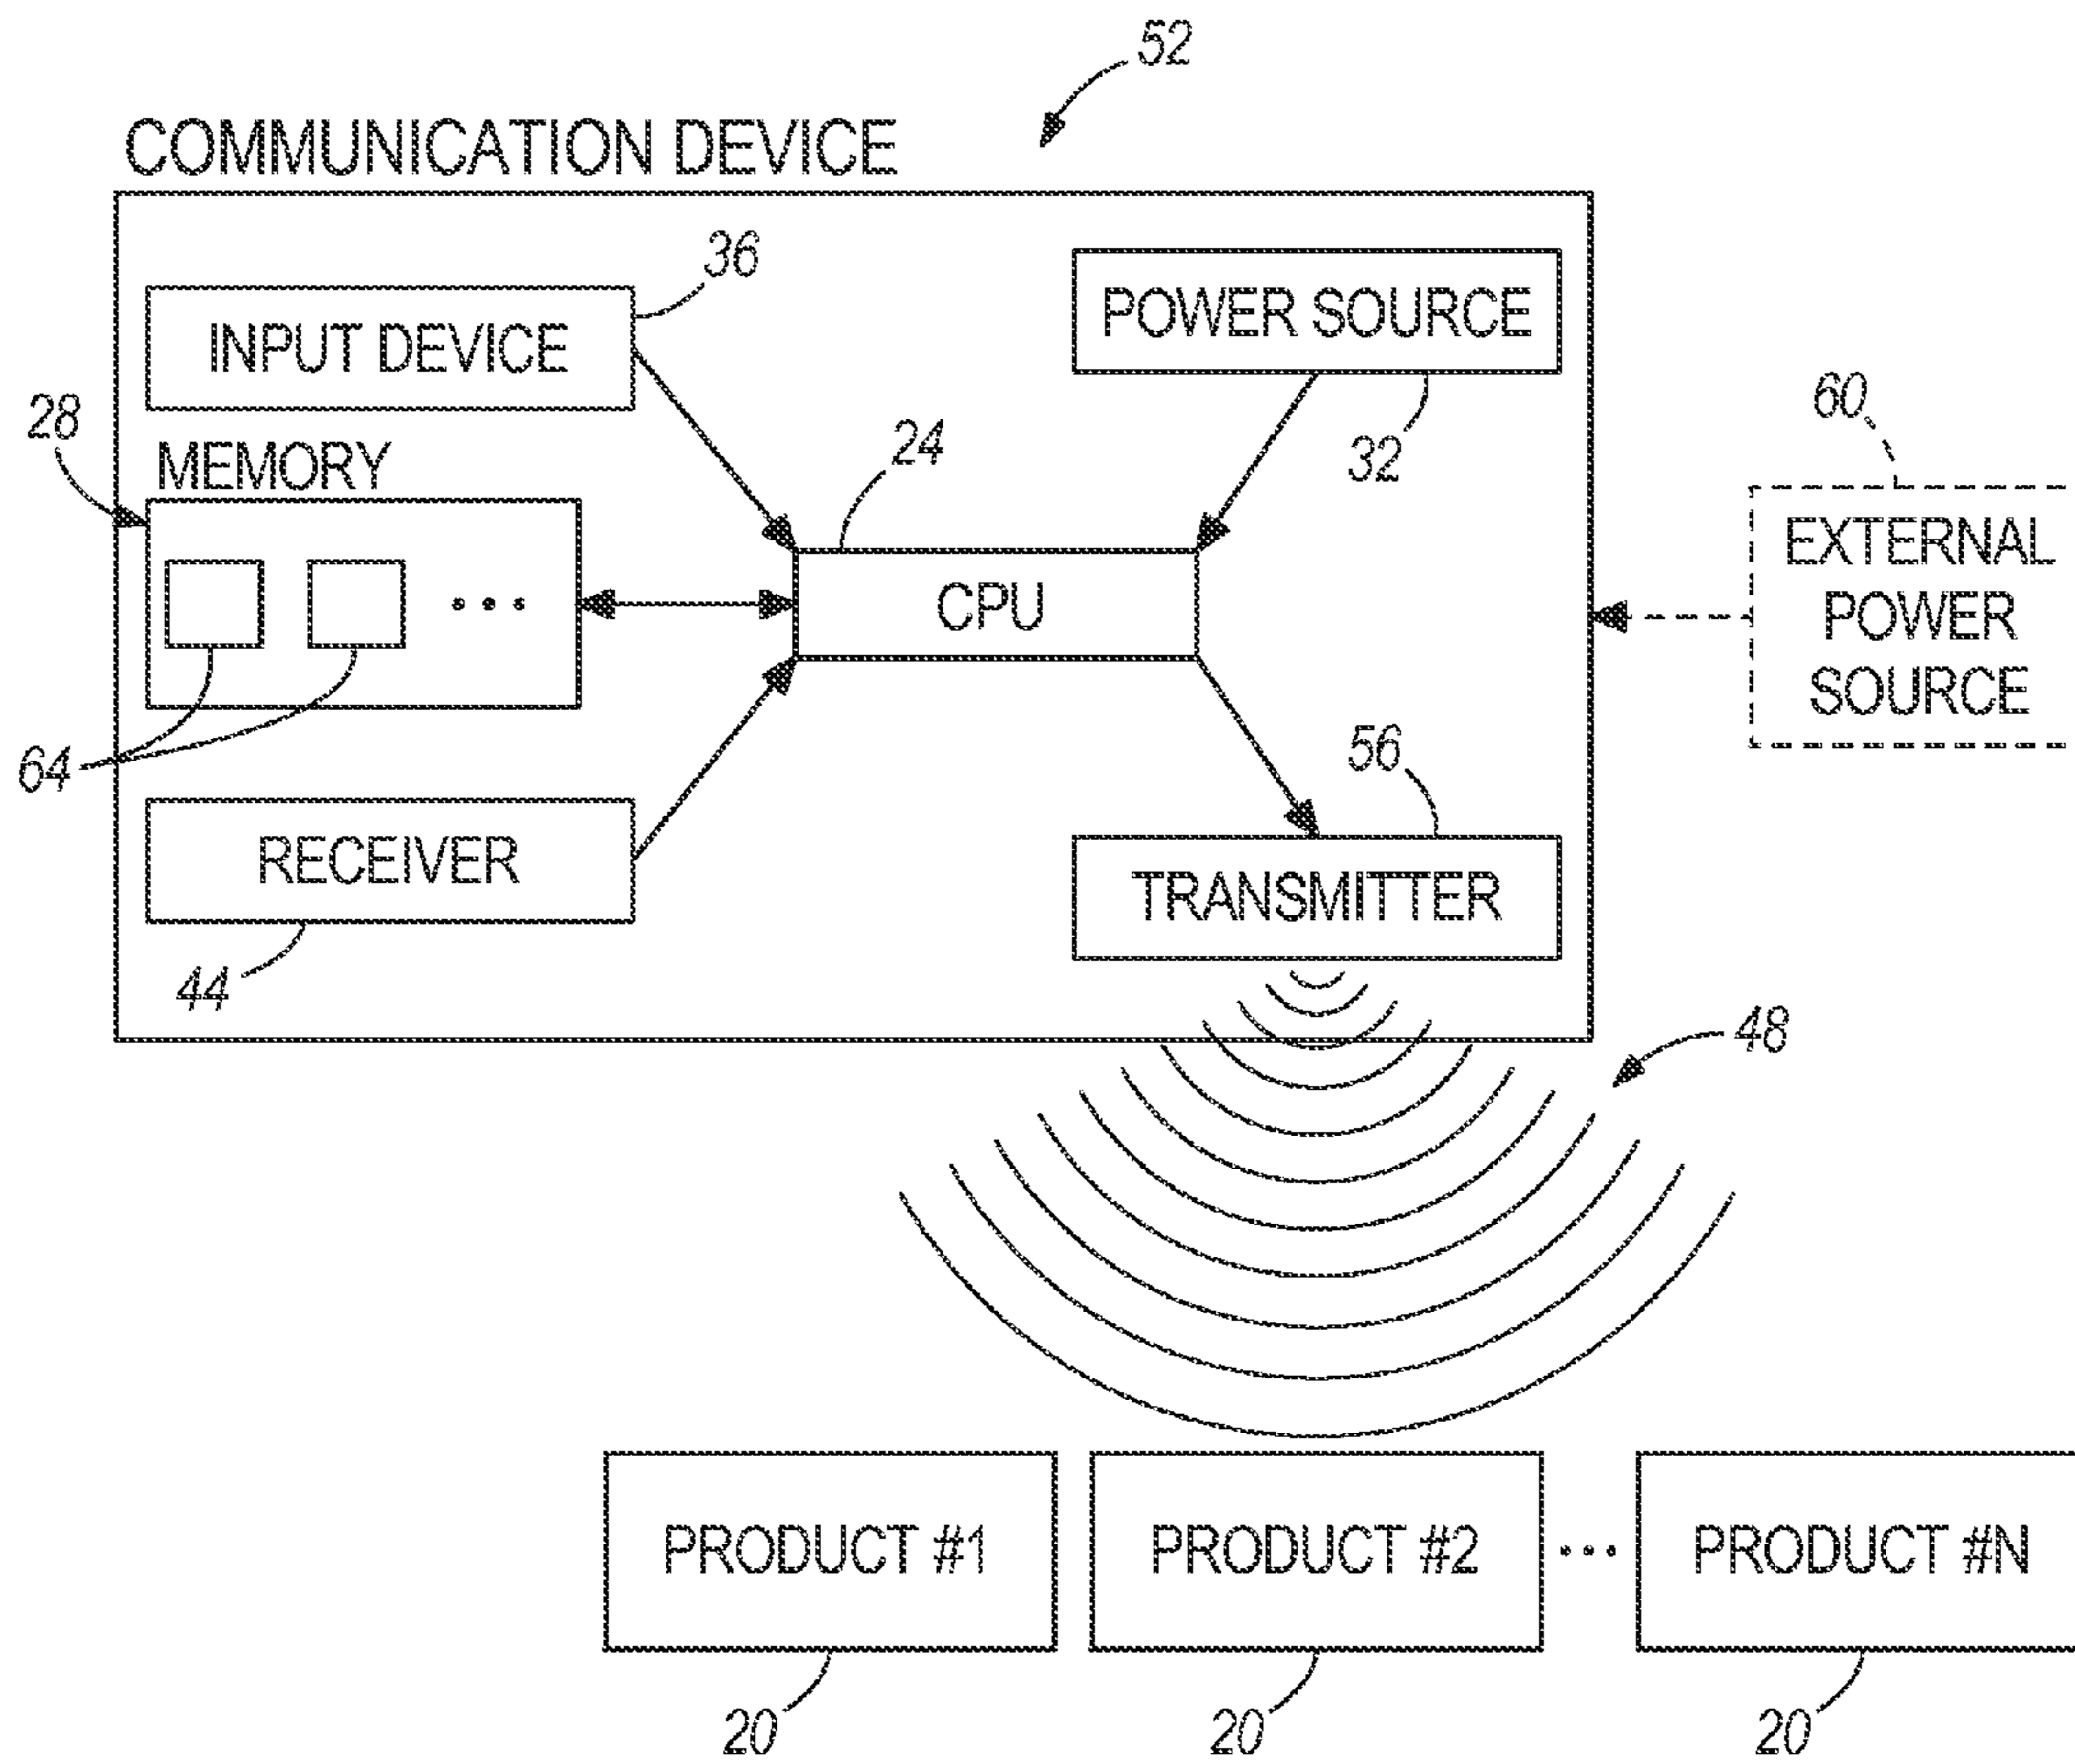 52
COMMUNICATION DEVICE
36
INPUT DEVICE
POWER SOURCE
28
MEMORY
24
32
60
CPU
EXTERNAL
POWER
SOURCE
64
56
RECEIVER
TRANSMITTER
44
48
PRODUCT #1
PRODUCT #2
...
PRODUCT #N
20
20
20